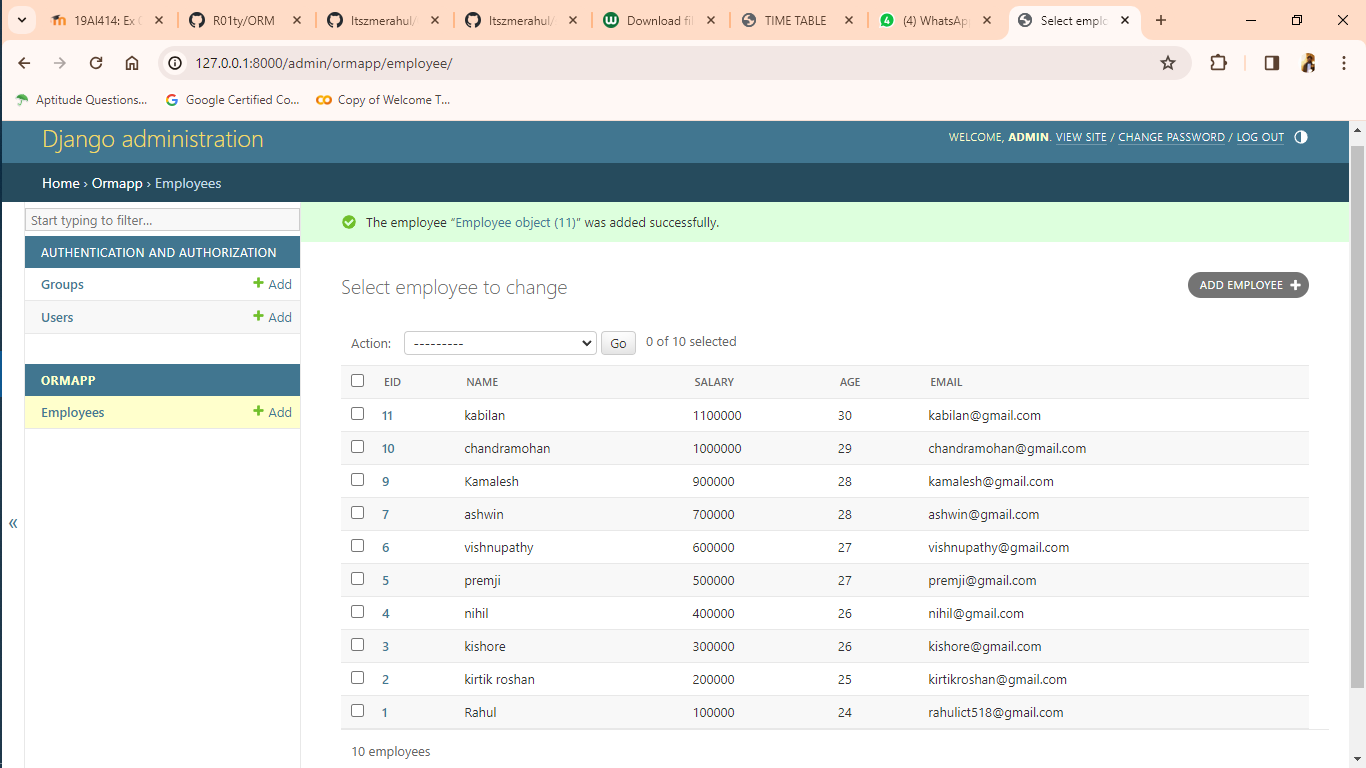 19AI414: Ex
R01ty/ORM
Itszmerahul/
Itszmerahul/
Download fil
TIME TABLE
(4) WhatsApp
Select emplo
127.0.0.1:8000/admin/ormapp/employee/
Aptitude Questions... Google Certified Co... Copy of Welcome T...
Django administration
WELCOME, ADMIN. VIEW SITE / CHANGE PASSWORD / LOG OUT
Home › Ormapp › Employees
Start typing to filter...
AUTHENTICATION AND AUTHORIZATION
Groups + Add
Users + Add
ORMAPP
Employees + Add
«
The employee “Employee object (11)” was added successfully.
Select employee to change
ADD EMPLOYEE +
Action: --------- Go 0 of 10 selected
EID NAME SALARY AGE EMAIL
11 kabilan 1100000 30 kabilan@gmail.com
10 chandramohan 1000000 29 chandramohan@gmail.com
9 Kamalesh 900000 28 kamalesh@gmail.com
7 ashwin 700000 28 ashwin@gmail.com
6 vishnupathy 600000 27 vishnupathy@gmail.com
5 premji 500000 27 premji@gmail.com
4 nihil 400000 26 nihil@gmail.com
3 kishore 300000 26 kishore@gmail.com
2 kirtik roshan 200000 25 kirtikroshan@gmail.com
1 Rahul 100000 24 rahulict518@gmail.com
10 employees